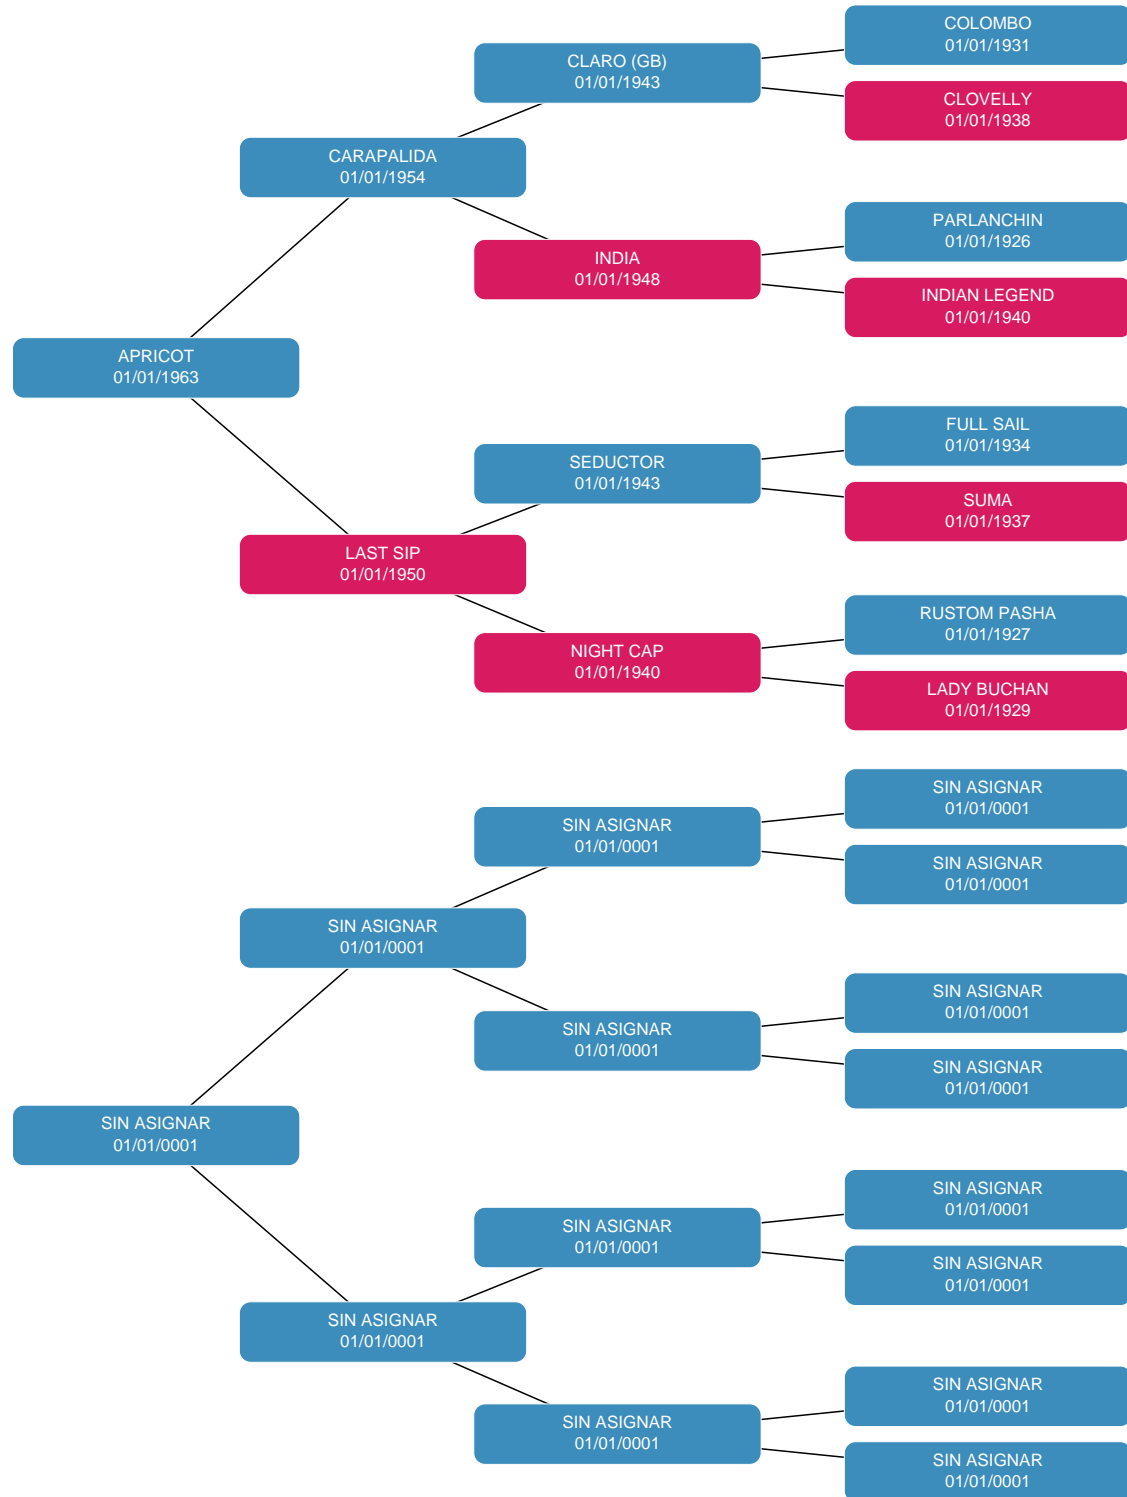 COLOMBO
01/01/1931
CLARO (GB)
01/01/1943
CLOVELLY
01/01/1938
CARAPALIDA
01/01/1954
PARLANCHIN
01/01/1926
INDIA
01/01/1948
INDIAN LEGEND
01/01/1940
APRICOT
01/01/1963
FULL SAIL
01/01/1934
SEDUCTOR
01/01/1943
SUMA
01/01/1937
LAST SIP
01/01/1950
RUSTOM PASHA
01/01/1927
NIGHT CAP
01/01/1940
LADY BUCHAN
01/01/1929
SIN ASIGNAR
01/01/0001
SIN ASIGNAR
01/01/0001
SIN ASIGNAR
01/01/0001
SIN ASIGNAR
01/01/0001
SIN ASIGNAR
01/01/0001
SIN ASIGNAR
01/01/0001
SIN ASIGNAR
01/01/0001
SIN ASIGNAR
01/01/0001
SIN ASIGNAR
01/01/0001
SIN ASIGNAR
01/01/0001
SIN ASIGNAR
01/01/0001
SIN ASIGNAR
01/01/0001
SIN ASIGNAR
01/01/0001
SIN ASIGNAR
01/01/0001
SIN ASIGNAR
01/01/0001